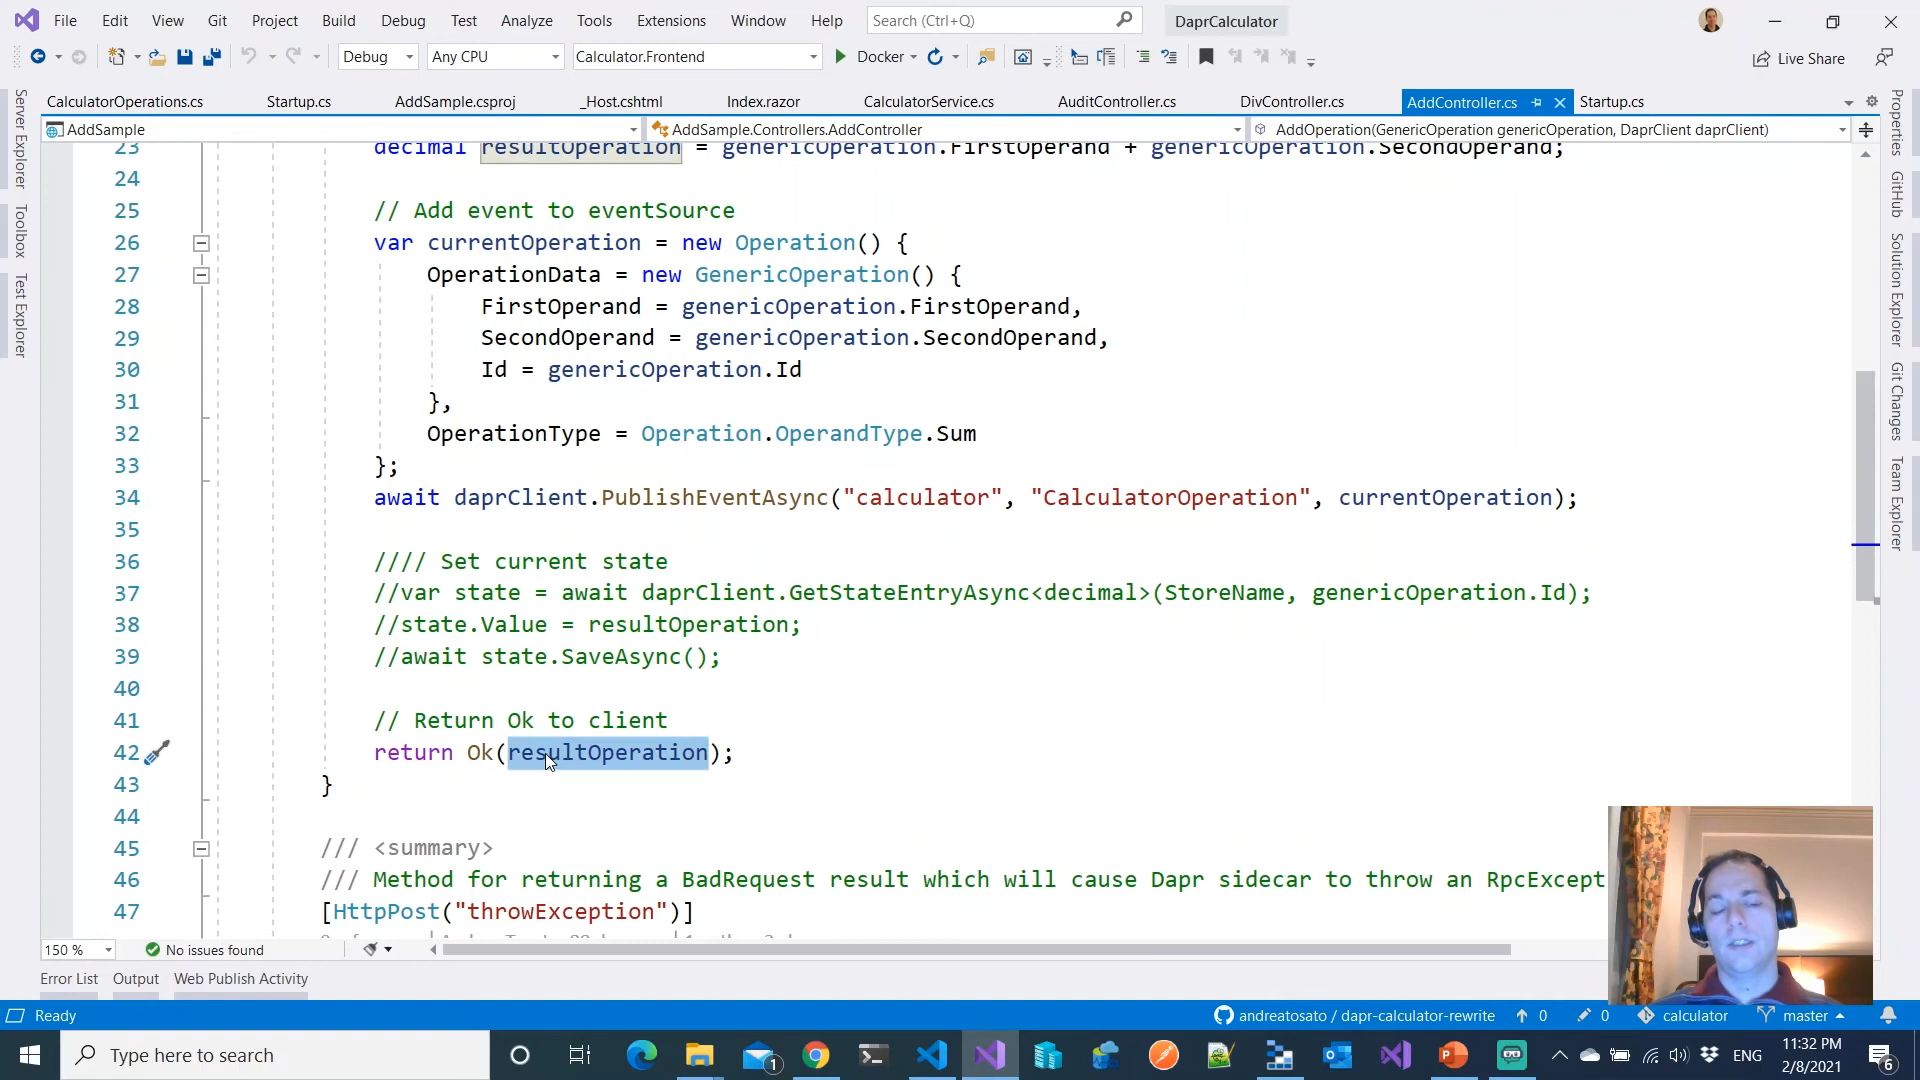 File Edit View Git Project Build Debug Test Analyze Tools Extensions Window Help Search (Ctrl+Q) DaprCalculator
Debug Any CPU Calculator.Frontend Docker Live Share
CalculatorOperations.cs Startup.cs AddSample.csproj _Host.cshtml Index.razor CalculatorService.cs AuditController.cs DivController.cs AddController.cs Startup.cs
AddSample AddSample.Controllers.AddController AddOperation(GenericOperation genericOperation, DaprClient daprClient)
Server Explorer
Toolbox
Test Explorer
23 decimal resultOperation = genericOperation.FirstOperand + genericOperation.SecondOperand;
24
25 // Add event to eventSource
26 var currentOperation = new Operation() {
27 OperationData = new GenericOperation() {
28 FirstOperand = genericOperation.FirstOperand,
29 SecondOperand = genericOperation.SecondOperand,
30 Id = genericOperation.Id
31 },
32 OperationType = Operation.OperandType.Sum
33 };
34 await daprClient.PublishEventAsync("calculator", "CalculatorOperation", currentOperation);
35
36 //// Set current state
37 //var state = await daprClient.GetStateEntryAsync<decimal>(StoreName, genericOperation.Id);
38 //state.Value = resultOperation;
39 //await state.SaveAsync();
40
41 // Return Ok to client
42 return Ok(resultOperation);
43 }
44
45 /// <summary>
46 /// Method for returning a BadRequest result which will cause Dapr sidecar to throw an RpcExcept
47 [HttpPost("throwException")]
Properties
GitHub
Solution Explorer
Git Changes
Team Explorer
150 % No issues found
Error List Output Web Publish Activity
Ready andreatosato / dapr-calculator-rewrite 0 0 calculator master
Type here to search 1 ENG 11:32 PM 6
2/8/2021